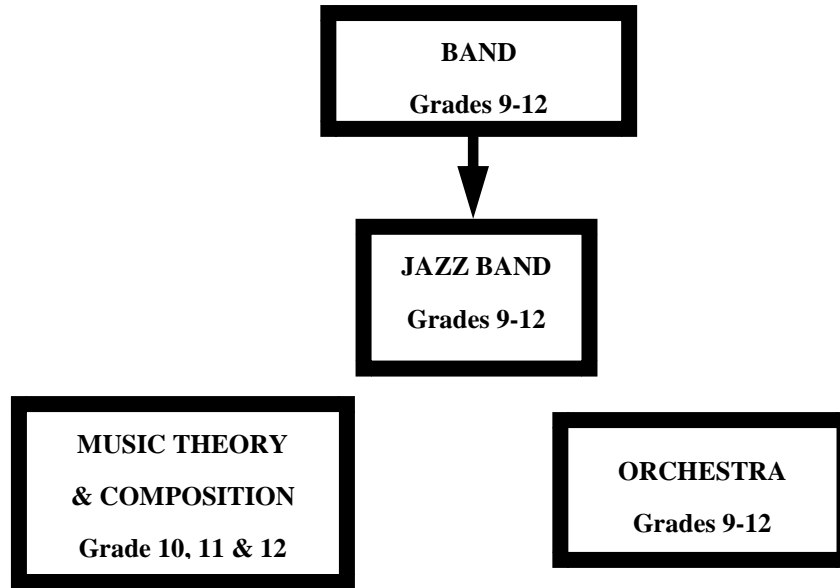 BAND
Grades 9-12
JAZZ BAND
Grades 9-12
MUSIC THEORY
& COMPOSITION
Grade 10, 11 & 12
ORCHESTRA
Grades 9-12